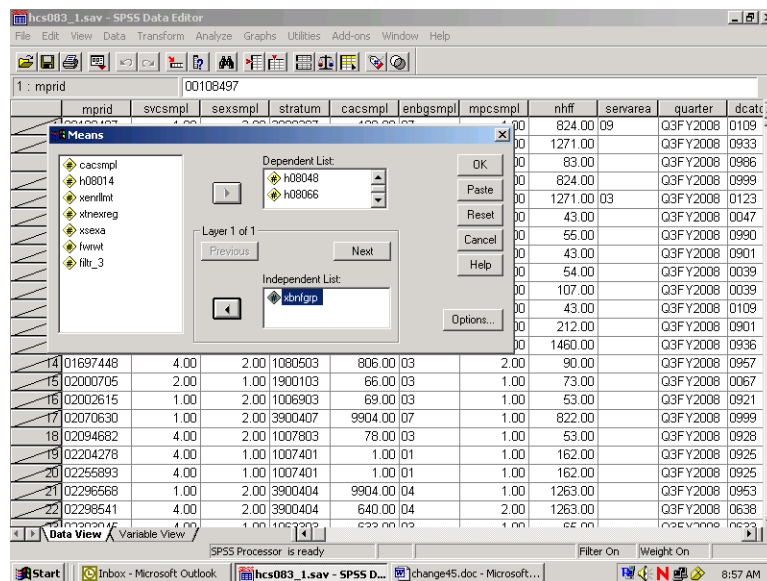 hcs083_1.sav - SPSS Data Editor
File Edit View Data Transform Analyze Graphs Utilities Add-ons Window Help
1 : mprid 00108497
mprid svcsmpl sexsmpl stratum cacsmpl enbgsmpl mpcsmpl nhff servarea quarter dcatc
824.00 09 Q3FY2008 0109
Means
1271.00 Q3FY2008 0933
83.00 Q3FY2008 0986
824.00 Q3FY2008 0999
1271.00 03 Q3FY2008 0123
43.00 Q3FY2008 0047
55.00 Q3FY2008 0990
43.00 Q3FY2008 0901
54.00 Q3FY2008 0039
107.00 Q3FY2008 0039
43.00 Q3FY2008 0109
212.00 Q3FY2008 0901
1460.00 Q3FY2008 0936
cacsmpl
h08014
xenrllmt
xtnexreg
xsexa
fwrwt
filtr_3
Dependent List:
h08048
h08066
Layer 1 of 1
Previous
Next
Independent List:
xbnfgrp
OK
Paste
Reset
Cancel
Help
Options...
14 01697448 4.00 2.00 1080503 806.00 03 2.00 90.00 Q3FY2008 0957
15 02000705 2.00 1.00 1900103 66.00 03 1.00 73.00 Q3FY2008 0067
16 02002615 1.00 2.00 1006903 69.00 03 1.00 53.00 Q3FY2008 0921
17 02070630 1.00 2.00 3900407 9904.00 07 1.00 822.00 Q3FY2008 0999
18 02094682 4.00 2.00 1007803 78.00 03 1.00 53.00 Q3FY2008 0928
19 02204278 4.00 1.00 1007401 1.00 01 1.00 162.00 Q3FY2008 0925
20 02255893 4.00 1.00 1007401 1.00 01 1.00 162.00 Q3FY2008 0925
21 02296568 1.00 2.00 3900404 9904.00 04 1.00 1263.00 Q3FY2008 0953
22 02298541 4.00 2.00 3900404 640.00 04 2.00 1263.00 Q3FY2008 0638
Data View Variable View
SPSS Processor is ready Filter On Weight On
Start Inbox - Microsoft Outlook hcs083_1.sav - SPSS D... change45.doc - Microsoft... 8:57 AM